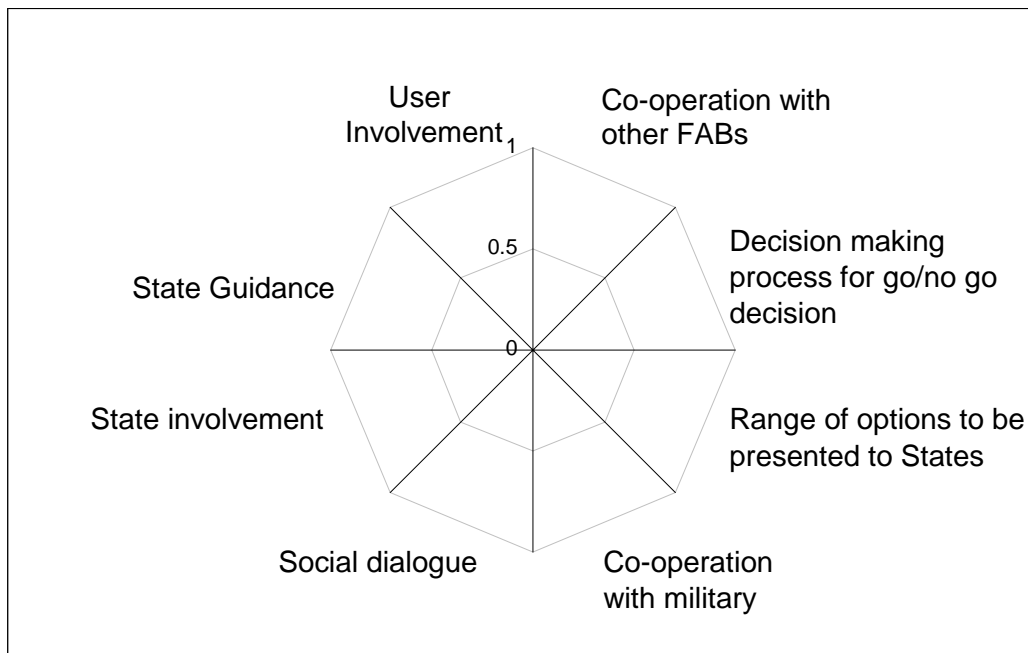 User
Involvement
Co-operation with
other FABs
1
Decision making
process for go/no go
decision
0.5
State Guidance
0
State involvement
Range of options to be
presented to States
Social dialogue
Co-operation
with military